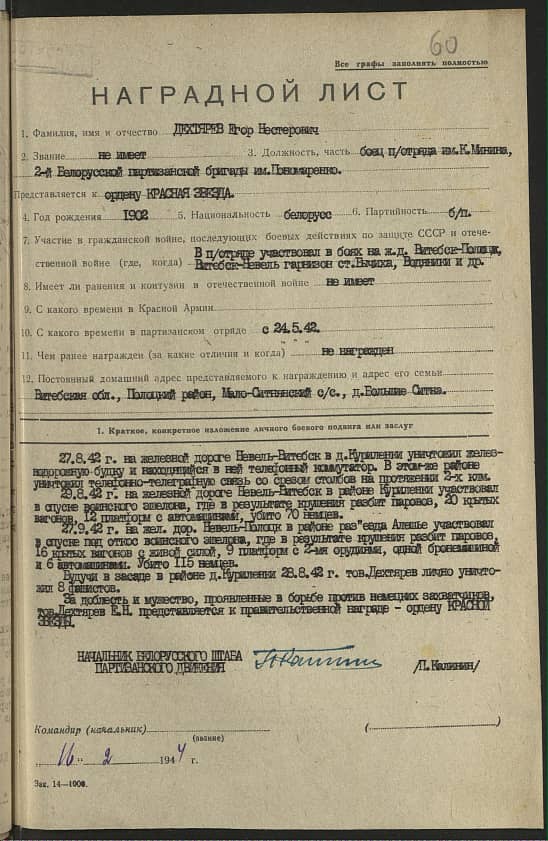 60
Все графы заполнять полностью
НАГРАДНОЙ ЛИСТ
1. Фамилия, имя и отчество ДЕХТЯРЕВ Егор Нестерович
2. Звание не имеет 3. Должность, часть боец п/отряда им.К.Минина,
2-й Белорусской партизанской бригады им.Пономаренко.
Представляется к ордену КРАСНАЯ ЗВЕЗДА.
4. Год рождения 1902 5. Национальность белорусс 6. Партийность б/п.
7. Участие в гражданской войне, последующих боевых действиях по защите СССР и отече-
ственной войне (где, когда) В п/отряде участвовал в боях на ж.д. Витебск-Полоцк,
Витебск-Невель гарнизон ст.Бычиха, Водяники и др.
8. Имеет ли ранения и контузии в отечественной войне не имеет
9. С какого времени в Красной Армии
10. С какого времени в партизанском отряде с 24.5.42.
11. Чем ранее награжден (за какие отличия и когда) не награжден
12. Постоянный домашний адрес представляемого к награждению и адрес его семьи
Витебская обл., Полоцкий район, Мало-Ситнянский с/с., д.Большие Ситна.
1. Краткое, конкретное изложение личного боевого подвига или заслуг
27.8.42 г. на железной дороге Невель-Витебск в д.Куриленки уничтожил желез-
нодорожную будку и находящийся в ней телефонный коммутатор. В этом-же районе
уничтожил телефонно-телеграфную связь со срезом столбов на протяжении 2-х клм.
29.8.42 г. на железной дороге Невель-Витебск в районе Куриленки участвовал
в спуске воинского эшелона, где в результате крушения разбит паровоз, 20 крытых
вагонов, 12 платформ с автомашинами, убито 70 немцев.
27.9.42 г. на жел. дор. Невель-Полоцк в районе раз"езда Алешье участвовал
в спуске под откос воинского эшелона, где в результате крушения разбит паровоз,
16 крытых вагонов с живой силой, 9 платформ с 2-мя орудиями, одной бронемашиной
и 6 автомашинами. Убито 115 немцев.
Будучи в засаде в районе д.Куриленки 28.8.42 г. тов.Дехтярев лично уничто-
жил 8 фашистов.
За доблесть и мужество, проявленные в борьбе против немецких захватчиков,
тов.Дехтярев Е.Н. представляется к правительственной награде - ордену КРАСНОЙ
ЗВЕЗДЫ.
НАЧАЛЬНИК БЕЛОРУССКОГО ШТАБА
ПАРТИЗАНСКОГО ДВИЖЕНИЯ /П.Калинин/
Командир (начальник) ( )
(звание)
„16" 2 1944 г.
Зак. 14—1900.